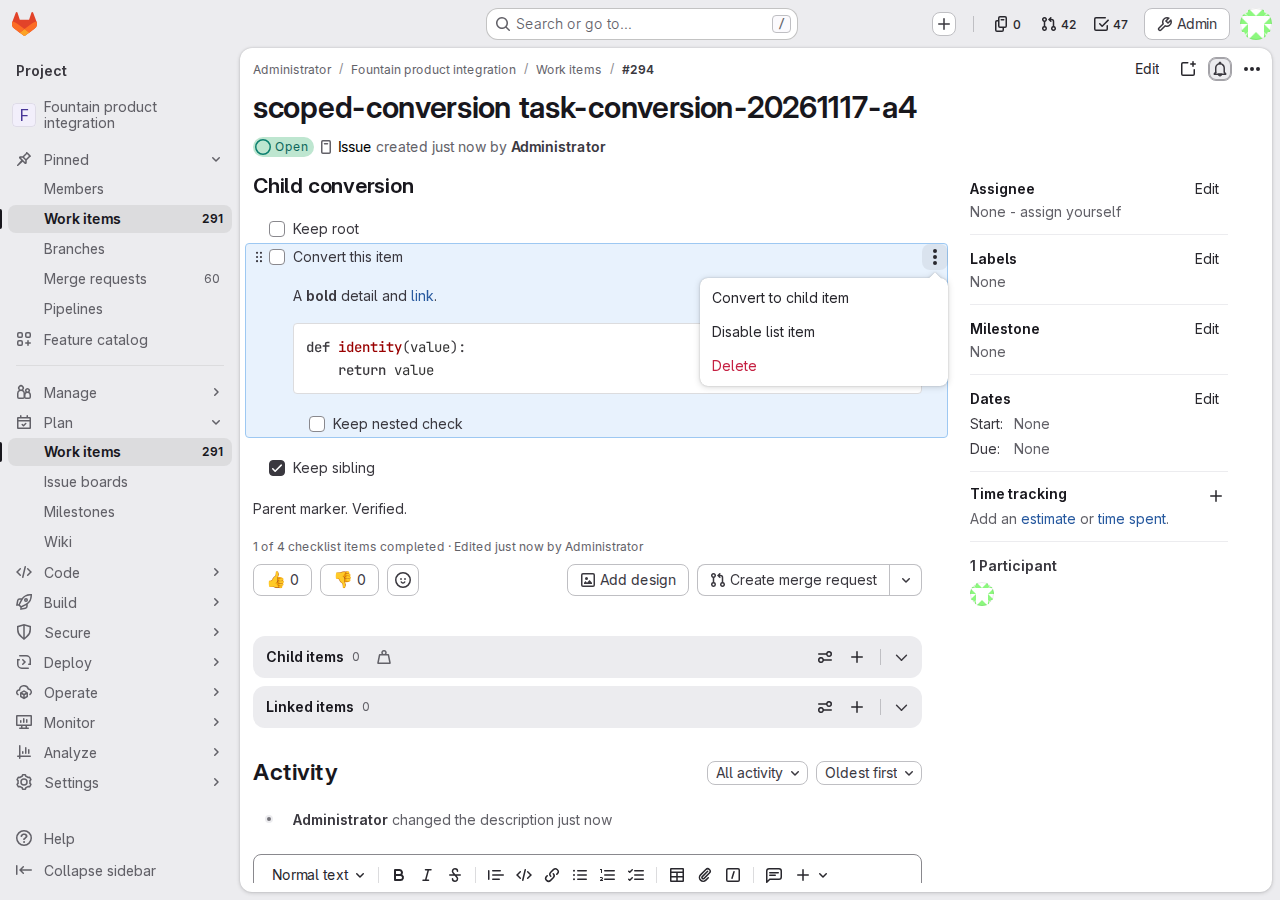 Search or go to...
/
0
42
47
Admin
Project
F
Fountain product
integration
Pinned
Members
Work items
291
Branches
Merge requests
60
Pipelines
Feature catalog
Manage
Plan
Work items
291
Issue boards
Milestones
Wiki
Code
Build
Secure
Deploy
Operate
Monitor
Analyze
Settings
Help
Collapse sidebar
Administrator / Fountain product integration / Work items / #294
Edit
scoped-conversion task-conversion-20261117-a4
Open
Issue created just now by Administrator
Child conversion
Keep root
Convert this item
A bold detail and link.
def identity(value):
return value
Keep nested check
Keep sibling
Convert to child item
Disable list item
Delete
Parent marker. Verified.
1 of 4 checklist items completed · Edited just now by Administrator
👍 0
👎 0
Add design
Create merge request
Child items 0
Linked items 0
Activity
All activity
Oldest first
Administrator changed the description just now
Normal text
Assignee
Edit
None - assign yourself
Labels
Edit
None
Milestone
Edit
None
Dates
Edit
Start: None
Due: None
Time tracking
Add an estimate or time spent.
1 Participant